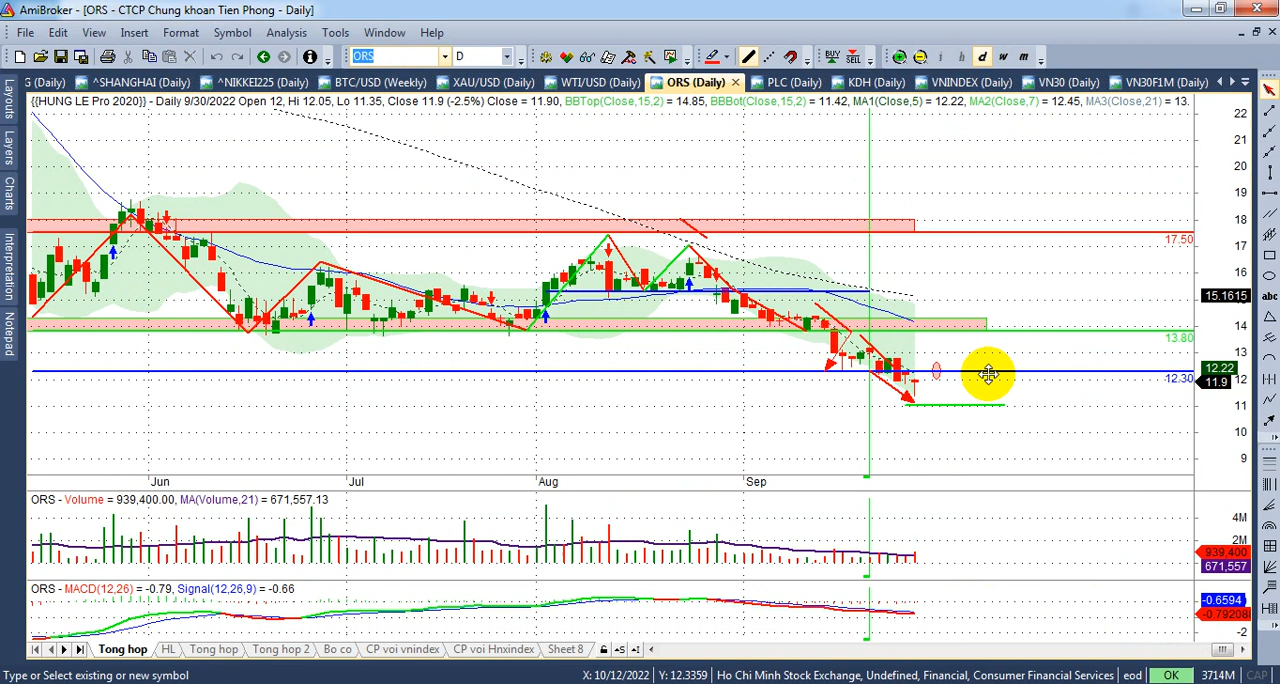 AmiBroker - [ORS - CTCP Chung khoan Tien Phong - Daily]
File Edit View Insert Format Symbol Analysis Tools Window Help
ORS D i i h d w m BUY SELL
G (Daily) ^SHANGHAI (Daily) ^NIKKEI225 (Daily) BTC/USD (Weekly) XAU/USD (Daily) WTI/USD (Daily) ORS (Daily) PLC (Daily) KDH (Daily) VNINDEX (Daily) VN30 (Daily) VN30F1M (Daily)
Layouts
Layers
Charts
Interpretation
Notepad
{{HUNG LE Pro 2020}} - Daily 9/30/2022 Open 12, Hi 12.05, Lo 11.35, Close 11.9 (-2.5%) Close = 11.90, BBTop(Close,15,2) = 14.85, BBBot(Close,15,2) = 11.42, MA1(Close,5) = 12.22, MA2(Close,7) = 12.45, MA3(Close,21) = 13.
22
21
20
19
18
17.50
17
16
15.1615
14
13.80
13
12.22
12.30
12
11.9
11
10
9
Jun Jul Aug Sep
ORS - Volume = 939,400.00, MA(Volume,21) = 671,557.13
4M
2M
939,400
671,557
ORS - MACD(12,26) = -0.79, Signal(12,26,9) = -0.66
-0.6594
-0.79208
-2
abc
Tong hop HL Tong hop Tong hop 2 Bo co CP voi vnindex CP voi Hnxindex Sheet 8
Type or Select existing or new symbol X: 10/12/2022 Y: 12.3359 Ho Chi Minh Stock Exchange, Undefined, Financial, Consumer Financial Services eod OK 3714M CAP